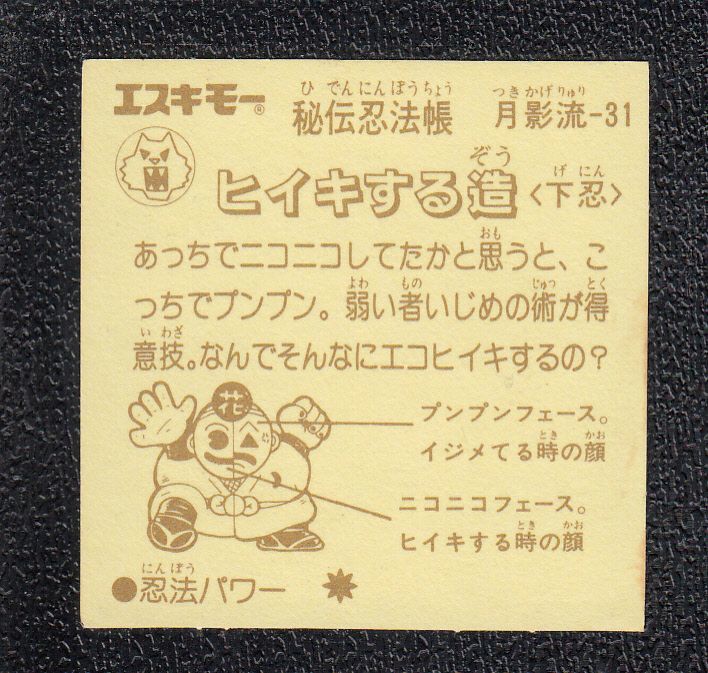 エスキモー® 秘伝忍法帳 月影流-31
ひでんにんぽうちょう つきかげりゅう
ヒイキする造 〈下忍〉
ぞう げにん
あっちでニコニコしてたかと思うと、こ
おも
っちでプンプン。弱い者いじめの術が得
よわ もの じゅつ とく
意技。なんでそんなにエコヒイキするの?
い わざ
花
プンプンフェース。
イジメてる時の顔
とき かお
ニコニコフェース。
ヒイキする時の顔
とき かお
●忍法パワー
にんぽう